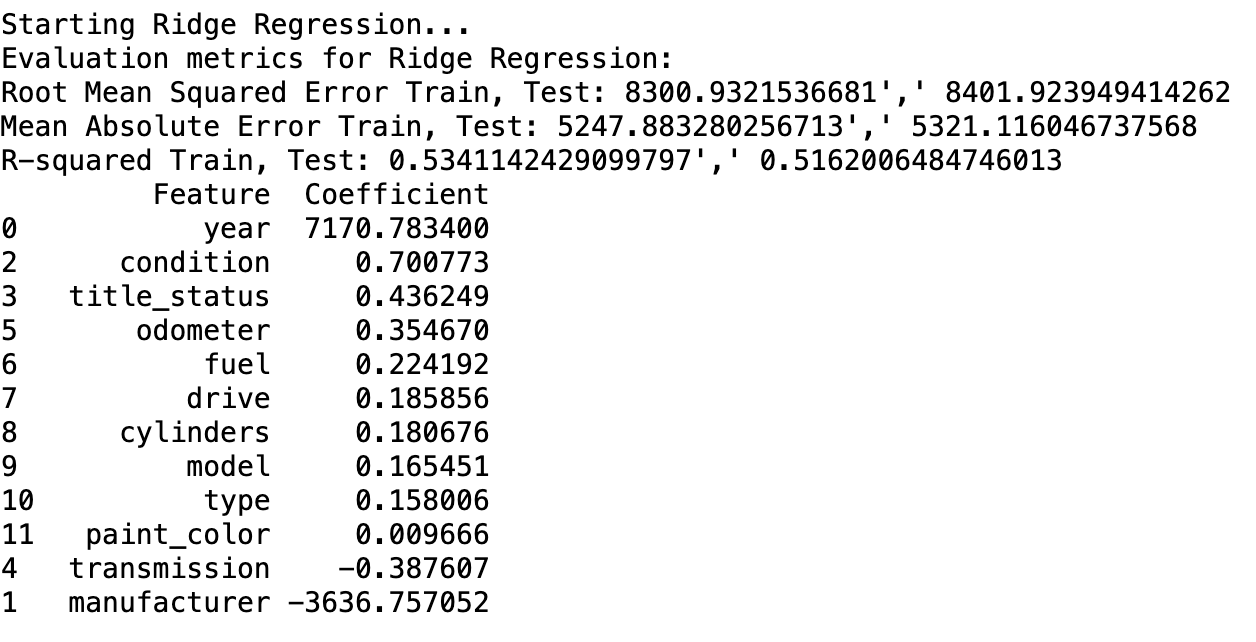 Starting Ridge Regression...
Evaluation metrics for Ridge Regression:
Root Mean Squared Error Train, Test: 8300.9321536681',' 8401.923949414262
Mean Absolute Error Train, Test: 5247.883280256713',' 5321.116046737568
R-squared Train, Test: 0.5341142429099797',' 0.5162006484746013
Feature Coefficient
0 year 7170.783400
2 condition 0.700773
3 title_status 0.436249
5 odometer 0.354670
6 fuel 0.224192
7 drive 0.185856
8 cylinders 0.180676
9 model 0.165451
10 type 0.158006
11 paint_color 0.009666
4 transmission -0.387607
1 manufacturer -3636.757052